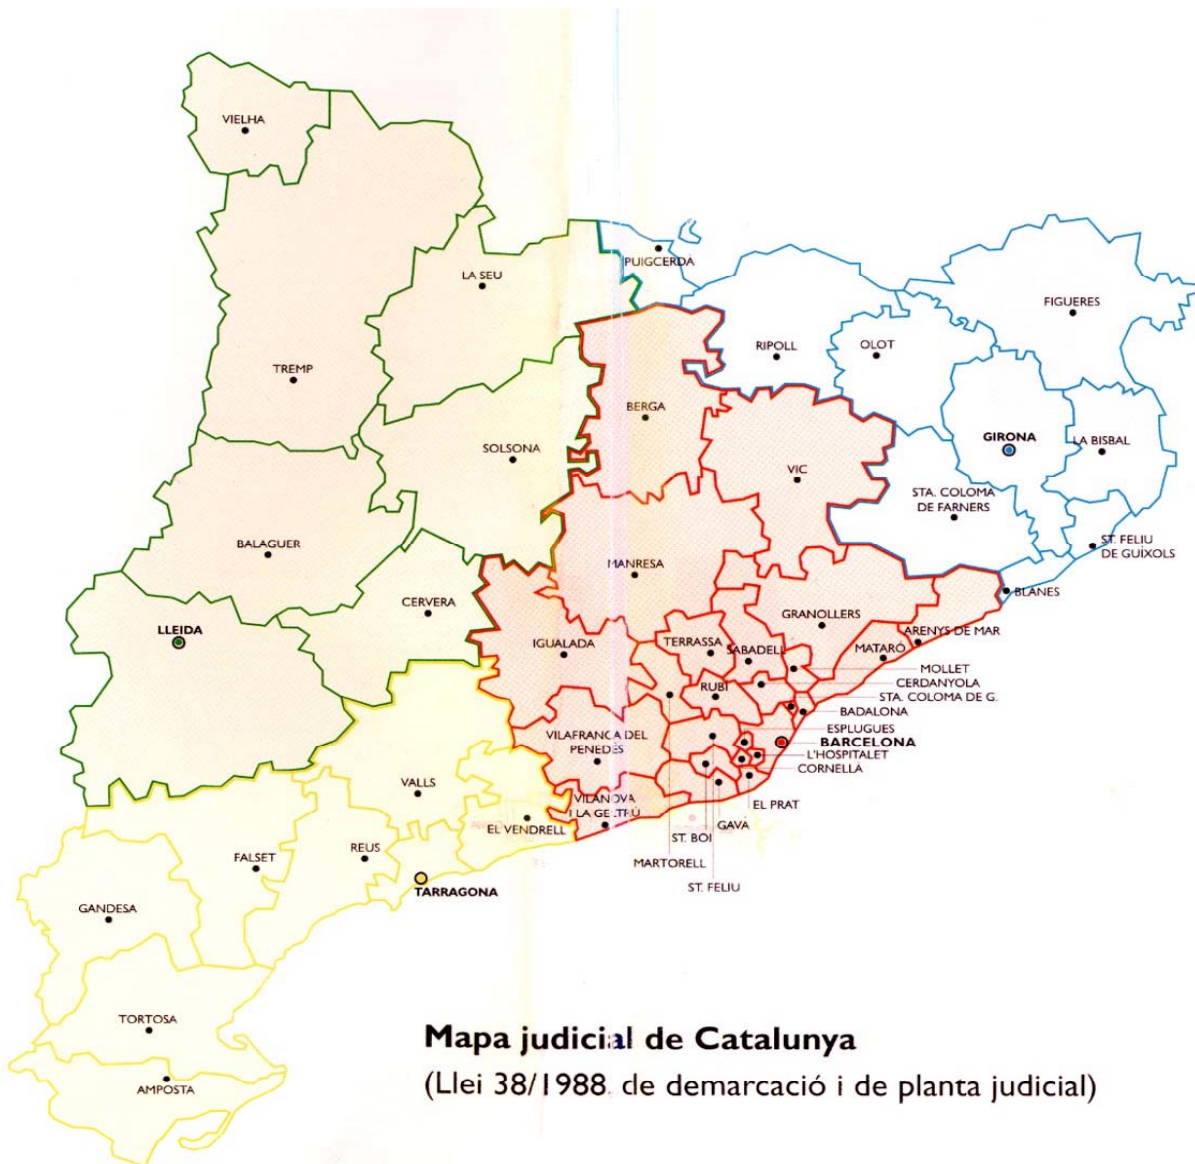 VIELHA
LA SEU
PUIGCERDÀ
FIGUERES
RIPOLL
OLOT
TREMP
BERGA
SOLSONA
GIRONA
LA BISBAL
VIC
STA. COLOMA
DE FARNERS
ST. FELIU
DE GUÍXOLS
BALAGUER
MANRESA
BLANES
CERVERA
GRANOLLERS
LLEIDA
ARENYS DE MAR
IGUALADA
TERRASSA
SABADELL
MATARÓ
MOLLET
CERDANYOLA
RUBÍ
STA. COLOMA DE G.
BADALONA
ESPLUGUES
VILAFRANCA DEL
PENEDÈS
BARCELONA
L'HOSPITALET
CORNELLÀ
VALLS
VILANOVA
I LA GELTRÚ
EL PRAT
EL VENDRELL
GAVÀ
ST. BOI
MARTORELL
ST. FELIU
FALSET
REUS
TARRAGONA
GANDESA
TORTOSA
AMPOSTA
Mapa judicial de Catalunya
(Llei 38/1988, de demarcació i de planta judicial)